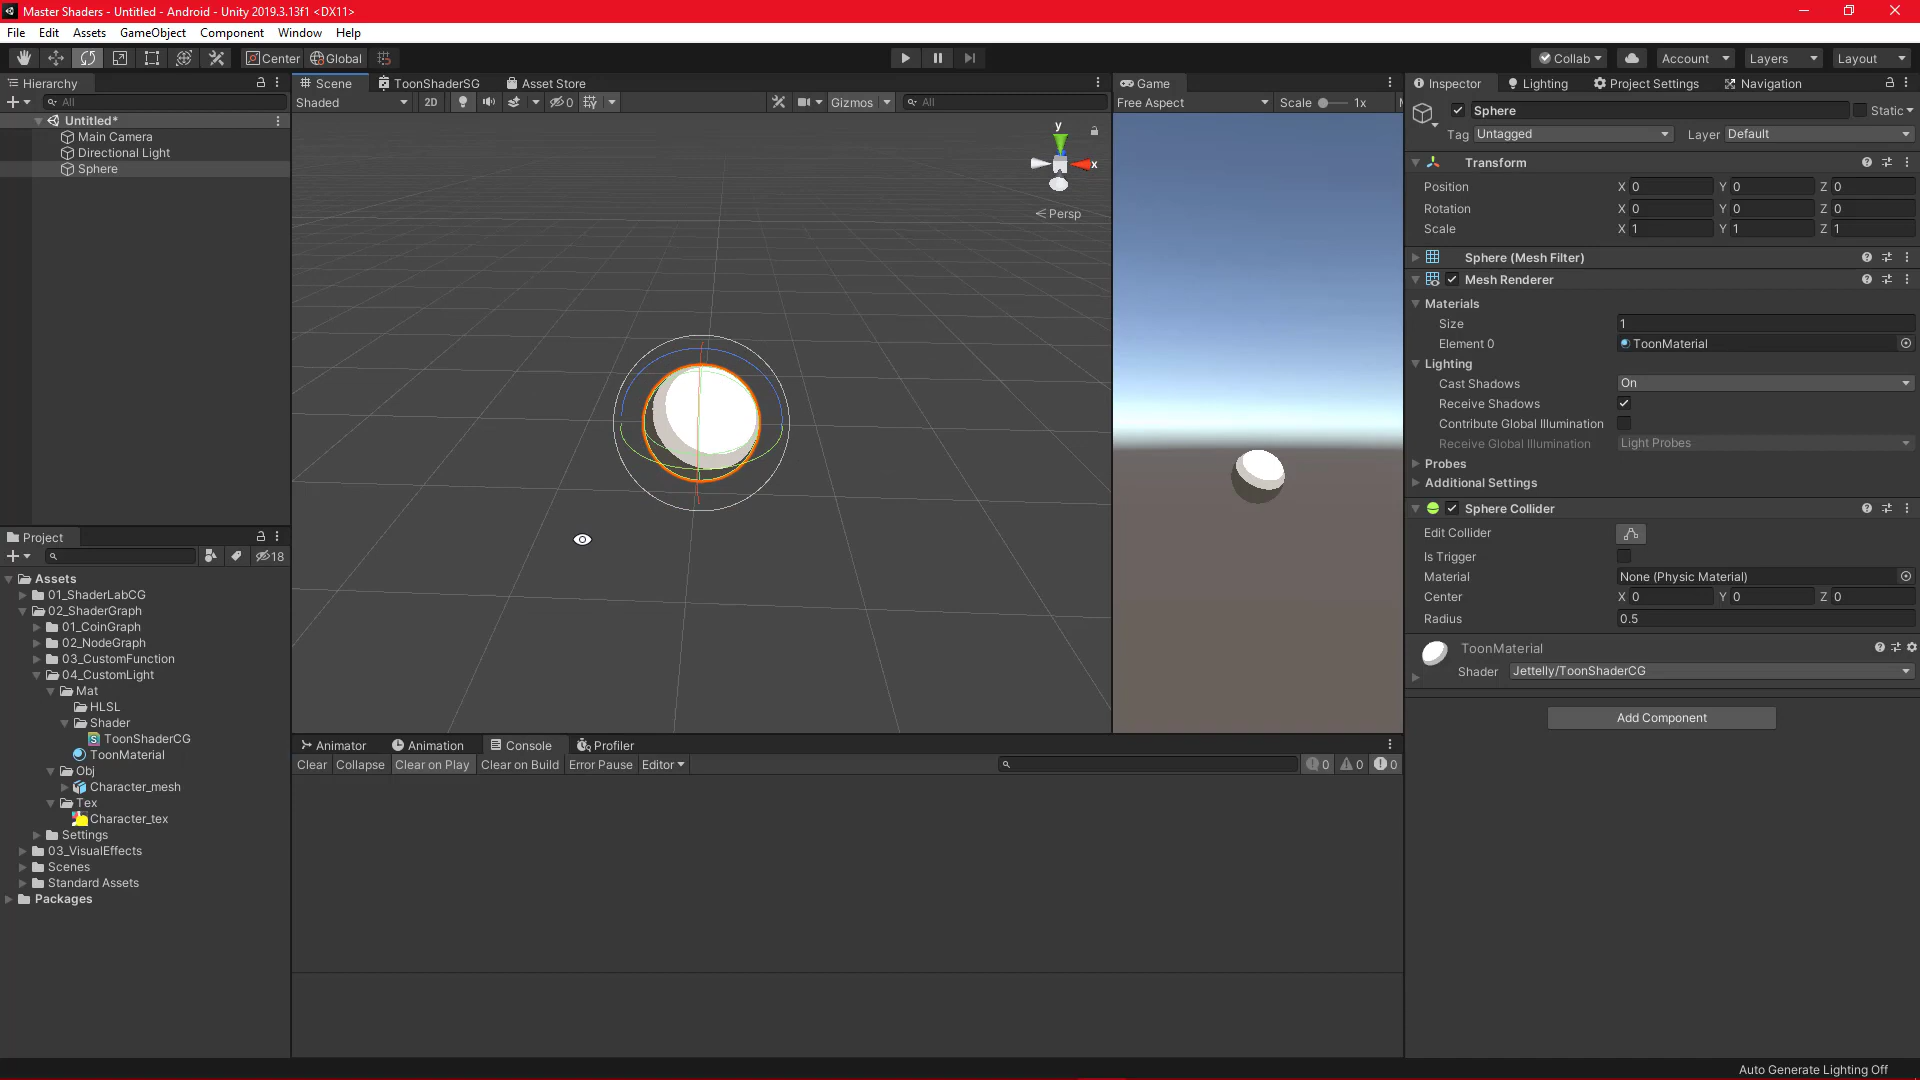 Master Shaders - Untitled - Android - Unity 2019.3.13f1 <DX11>
File Edit Assets GameObject Component Window Help
Center Global
Collab Account Layers Layout
Hierarchy
All
Untitled*
Main Camera
Directional Light
Sphere
Scene ToonShaderSG Asset Store
Shaded 2D 0 Gizmos All
y
x
Persp
Game
Free Aspect Scale 1x
Inspector Lighting Project Settings Navigation
Sphere Static
Tag Untagged Layer Default
Transform
Position X 0 Y 0 Z 0
Rotation X 0 Y 0 Z 0
Scale X 1 Y 1 Z 1
Sphere (Mesh Filter)
Mesh Renderer
Materials
Size 1
Element 0 ToonMaterial
Lighting
Cast Shadows On
Receive Shadows
Contribute Global Illumination
Receive Global Illumination Light Probes
Probes
Additional Settings
Sphere Collider
Edit Collider
Is Trigger
Material None (Physic Material)
Center X 0 Y 0 Z 0
Radius 0.5
ToonMaterial
Shader Jettelly/ToonShaderCG
Add Component
Project
18
Assets
01_ShaderLabCG
02_ShaderGraph
01_CoinGraph
02_NodeGraph
03_CustomFunction
04_CustomLight
Mat
HLSL
Shader
ToonShaderCG
ToonMaterial
Obj
Character_mesh
Tex
Character_tex
Settings
03_VisualEffects
Scenes
Standard Assets
Packages
Animator Animation Console Profiler
Clear Collapse Clear on Play Clear on Build Error Pause Editor 0 0 0
Auto Generate Lighting Off